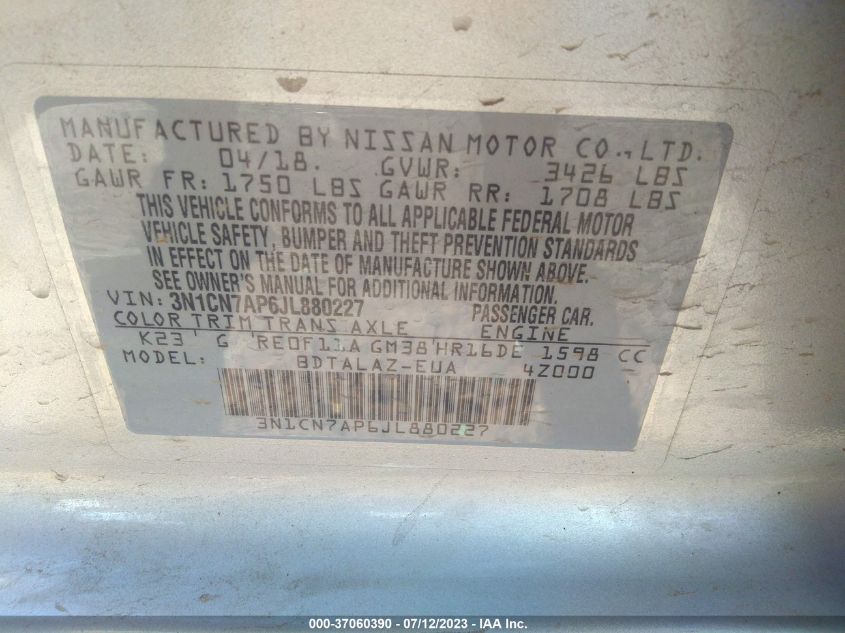 MANUFACTURED BY NISSAN MOTOR CO., LTD.
DATE: 04/18. GVWR: 3426 LBS
GAWR FR: 1750 LBS GAWR RR: 1708 LBS
THIS VEHICLE CONFORMS TO ALL APPLICABLE FEDERAL MOTOR
VEHICLE SAFETY, BUMPER AND THEFT PREVENTION STANDARDS
IN EFFECT ON THE DATE OF MANUFACTURE SHOWN ABOVE.
SEE OWNER'S MANUAL FOR ADDITIONAL INFORMATION.
VIN: 3N1CN7AP6JL880227 PASSENGER CAR.
COLOR TRIM TRANS AXLE ENGINE
K23 G RE0F11A GM38 HR16DE 1598 CC
MODEL: BDTALAZ-EUA 4Z000 –
3N1CN7AP6JL880227
000-37060390 - 07/12/2023 - IAA Inc.